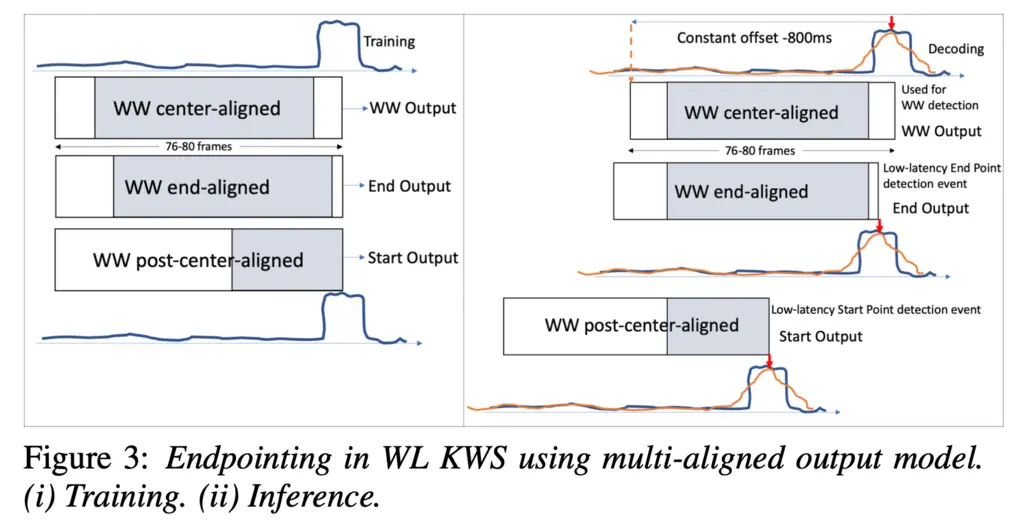 Training
WW center-aligned
WW Output
76-80 frames
WW end-aligned
End Output
WW post-center-aligned
Start Output
Constant offset -800ms
Decoding
WW center-aligned
Used for
WW detection
WW Output
76-80 frames
WW end-aligned
Low-latency End Point
detection event
End Output
WW post-center-aligned
Low-latency Start Point detection event
Start Output
Figure 3: Endpointing in WL KWS using multi-aligned output model.
(i) Training. (ii) Inference.